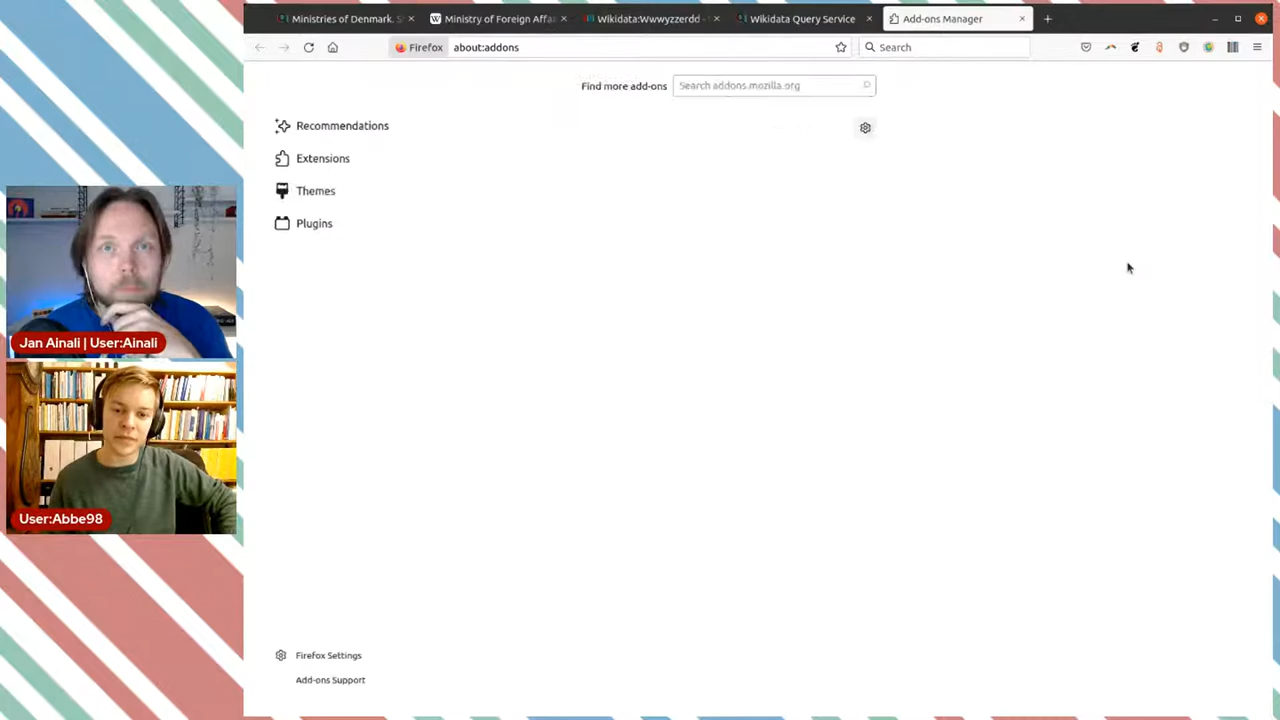 Ministries of Denmark. S
Ministry of Foreign Affai
Wikidata:Wwwyzzerdd -
Wikidata Query Service
Add-ons Manager
Firefox
about:addons
Search
Find more add-ons
Search addons.mozilla.org
Recommendations
Extensions
Themes
Plugins
Jan Ainali | User:Ainali
User:Abbe98
Firefox Settings
Add-ons Support